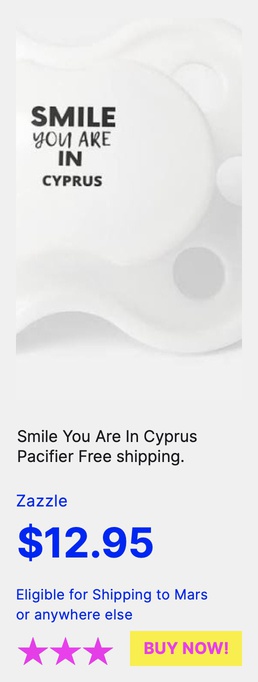 SMILE
YOU ARE
IN
CYPRUS
Smile You Are In Cyprus
Pacifier Free shipping.
Zazzle
$12.95
Eligible for Shipping to Mars
or anywhere else
BUY NOW!